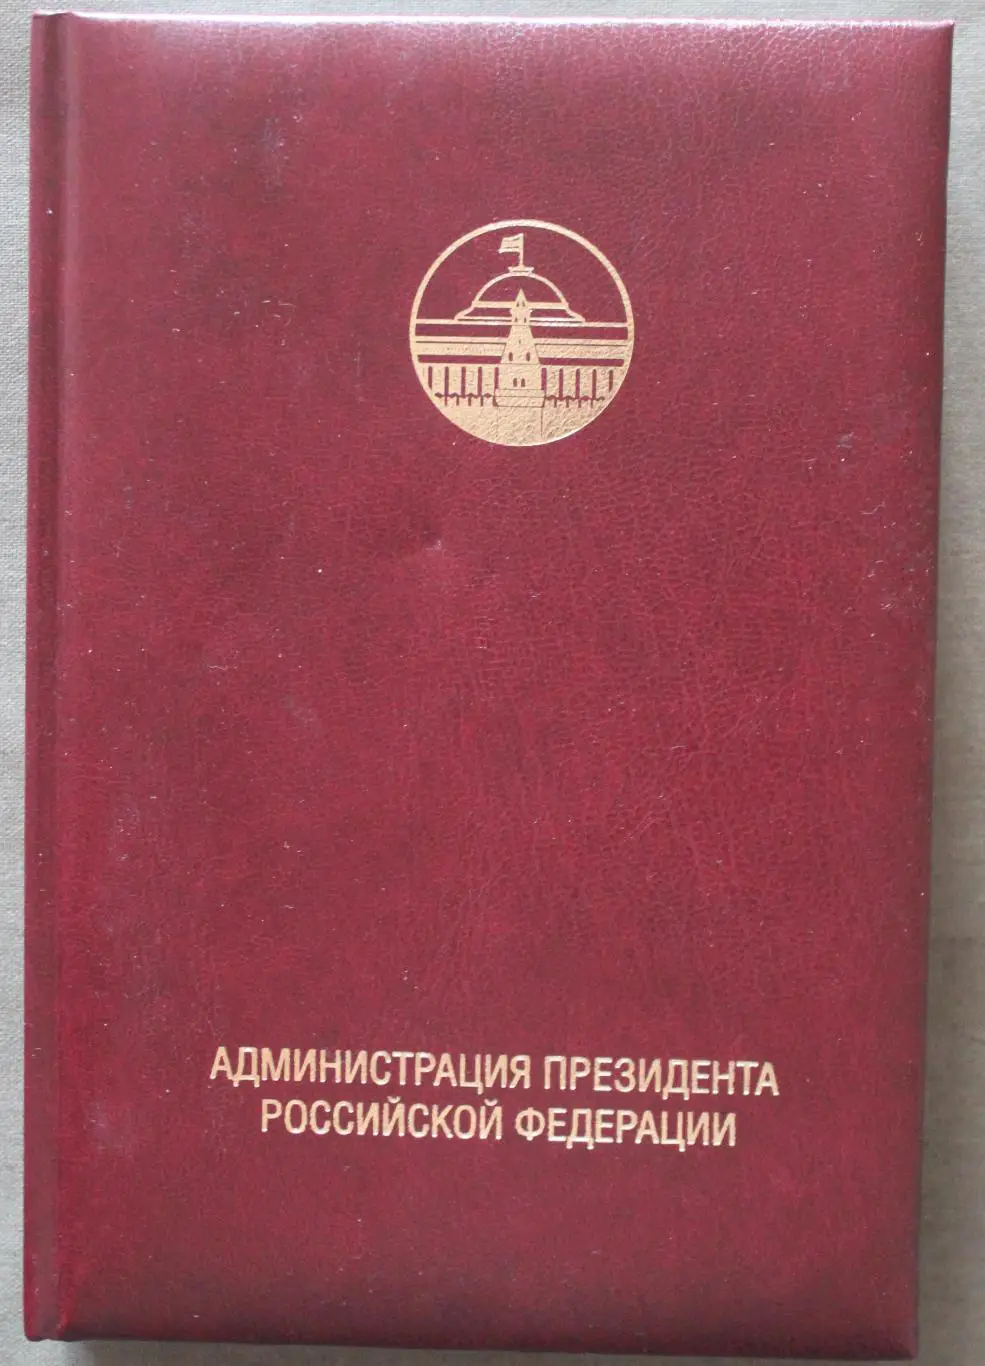 АДМИНИСТРАЦИЯ ПРЕЗИДЕНТА
РОССИЙСКОЙ ФЕДЕРАЦИИ